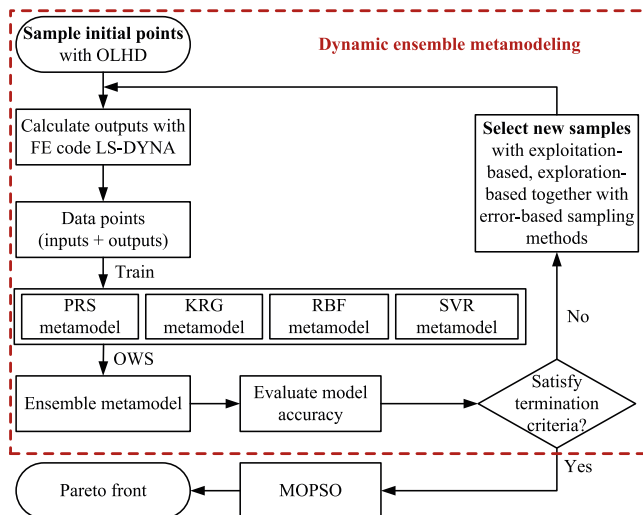 Sample initial points
with OLHD
Dynamic ensemble metamodeling
Calculate outputs with
FE code LS-DYNA
Select new samples
with exploitation-
based, exploration-
based together with
error-based sampling
methods
Data points
(inputs + outputs)
Train
PRS
metamodel
KRG
metamodel
RBF
metamodel
SVR
metamodel
No
OWS
Ensemble metamodel
Evaluate model
accuracy
Satisfy
termination
criteria?
Yes
Pareto front
MOPSO